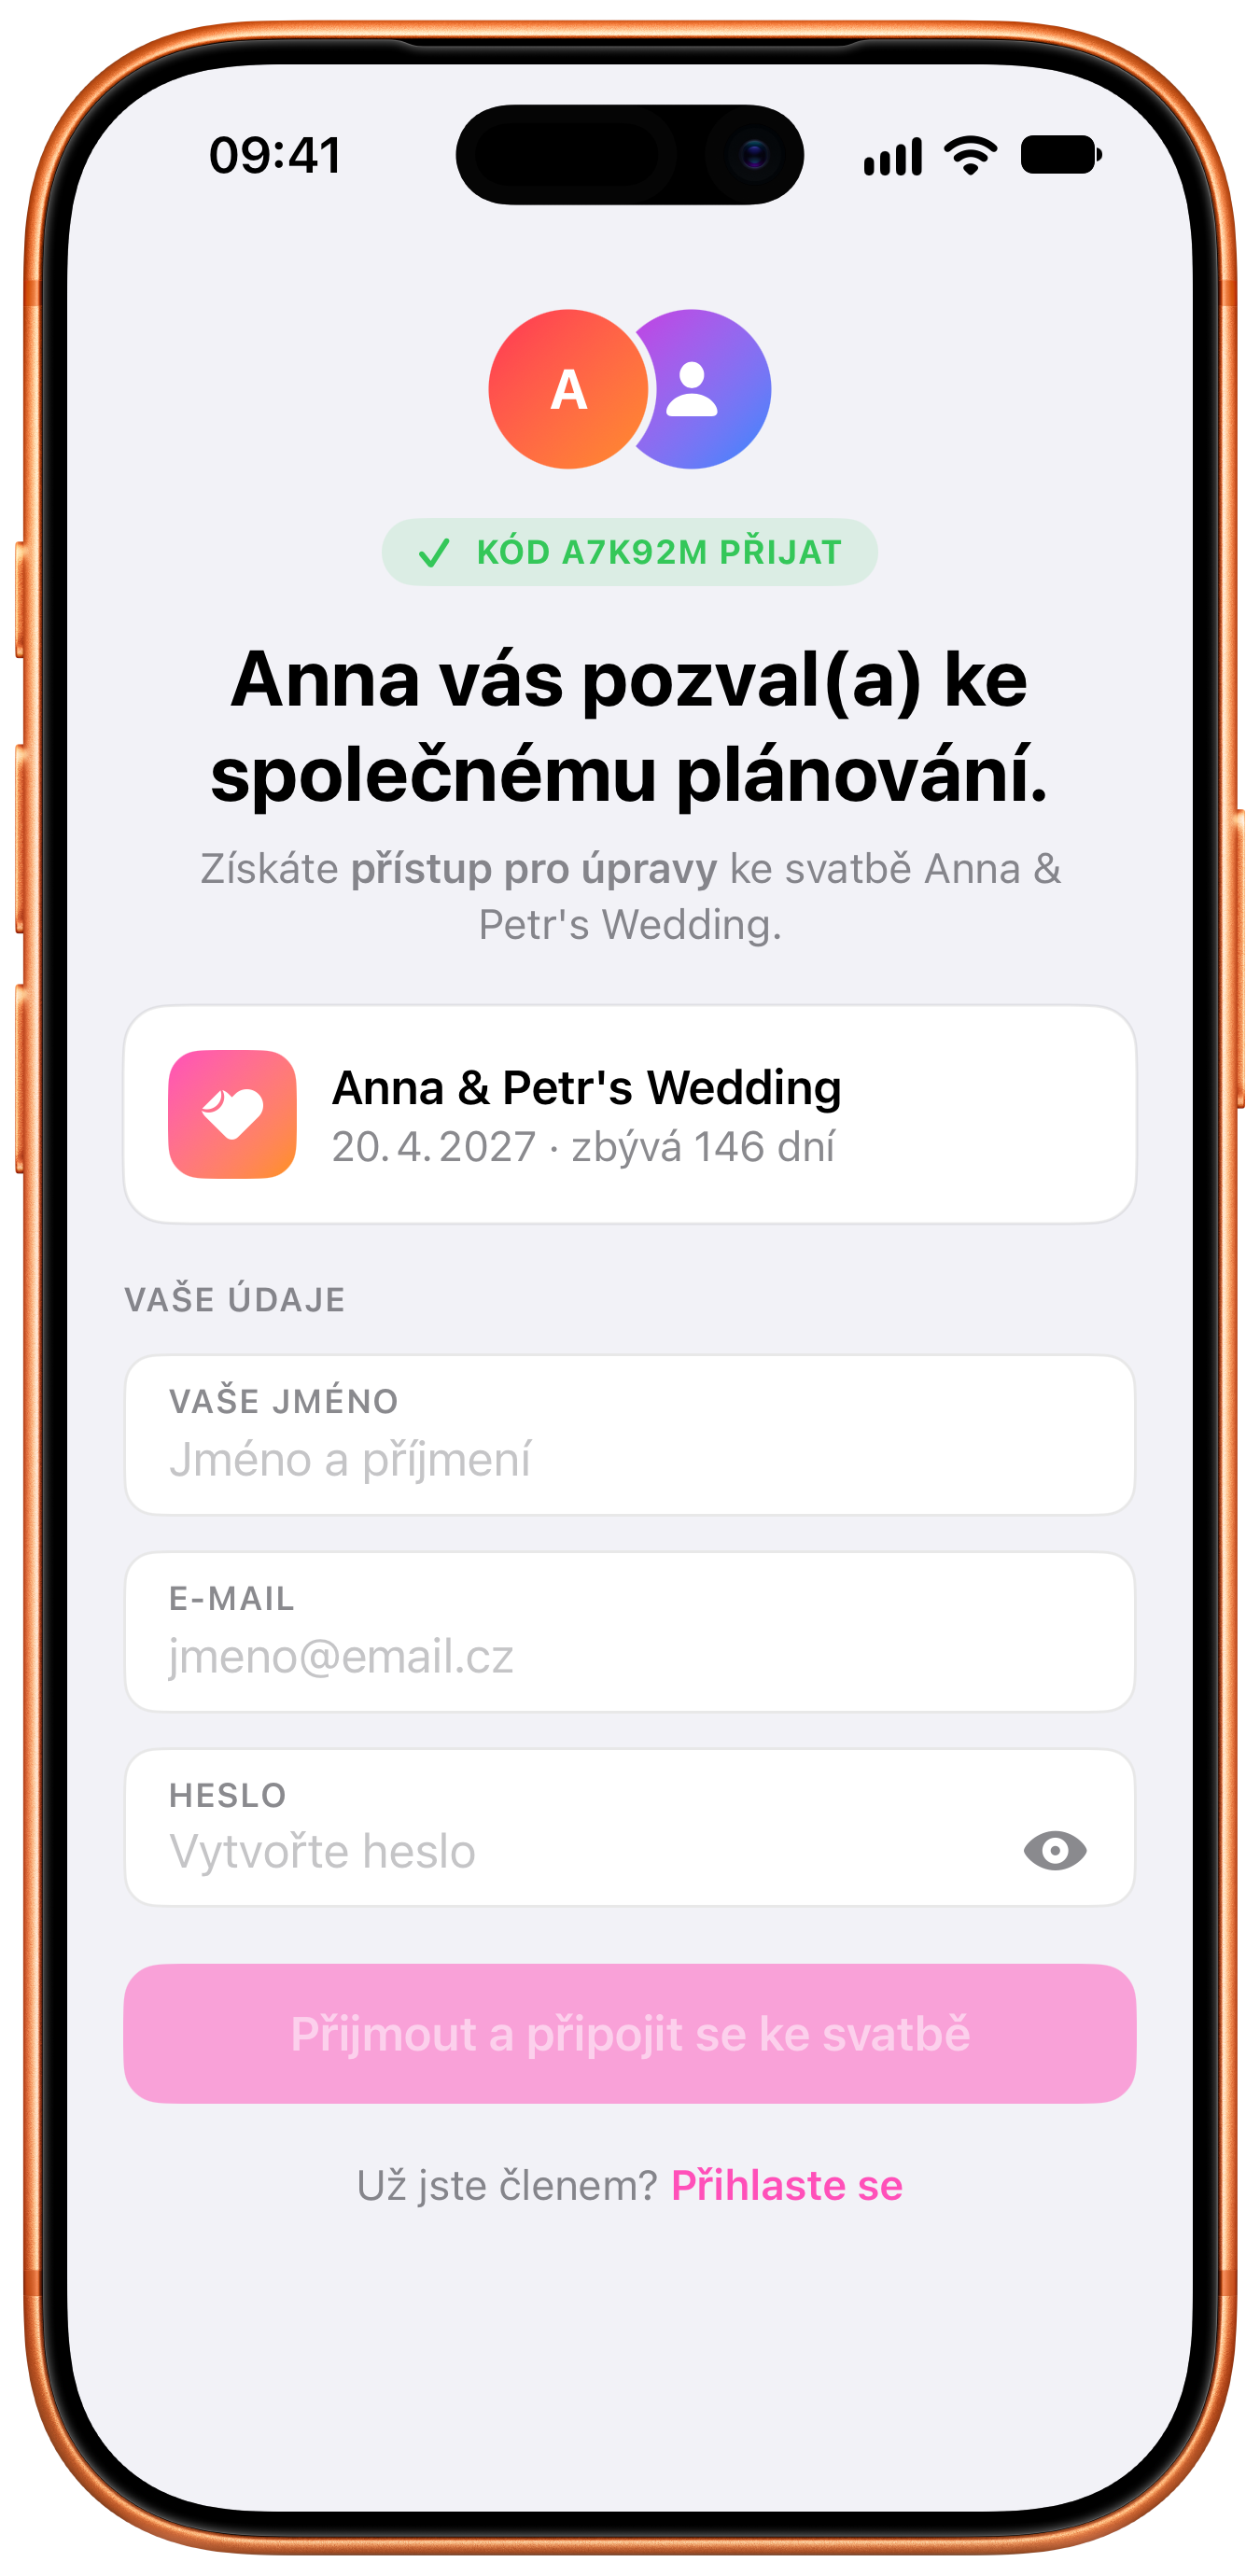 09:41
A
KÓD A7K92M PŘIJAT
Anna vás pozval(a) ke
společnému plánování.
Získáte přístup pro úpravy ke svatbě Anna &
Petr's Wedding.
Anna & Petr's Wedding
20. 4. 2027 · zbývá 146 dní
VAŠE ÚDAJE
VAŠE JMÉNO
Jméno a příjmení
E-MAIL
jmeno@email.cz
HESLO
Vytvořte heslo
Přijmout a připojit se ke svatbě
Už jste členem? Přihlaste se